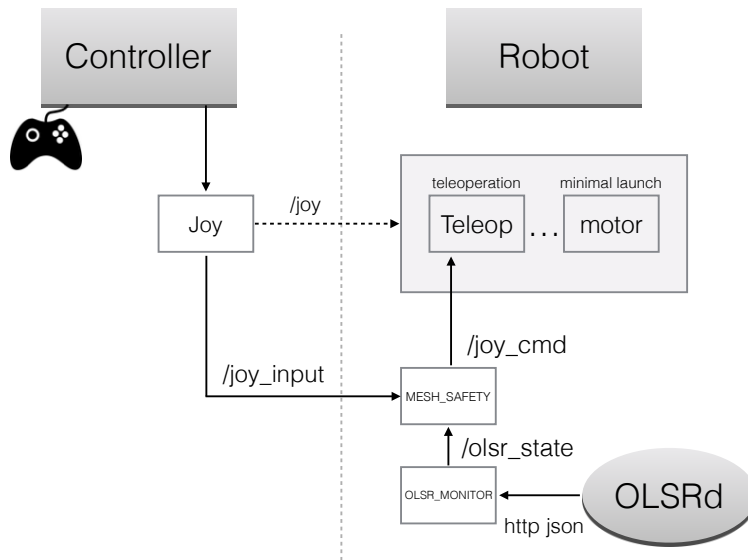 Controller
Robot
teleoperation
minimal launch
Joy
/joy
Teleop
...
motor
/joy_cmd
/joy_input
MESH_SAFETY
/olsr_state
OLSR_MONITOR
OLSRd
http json